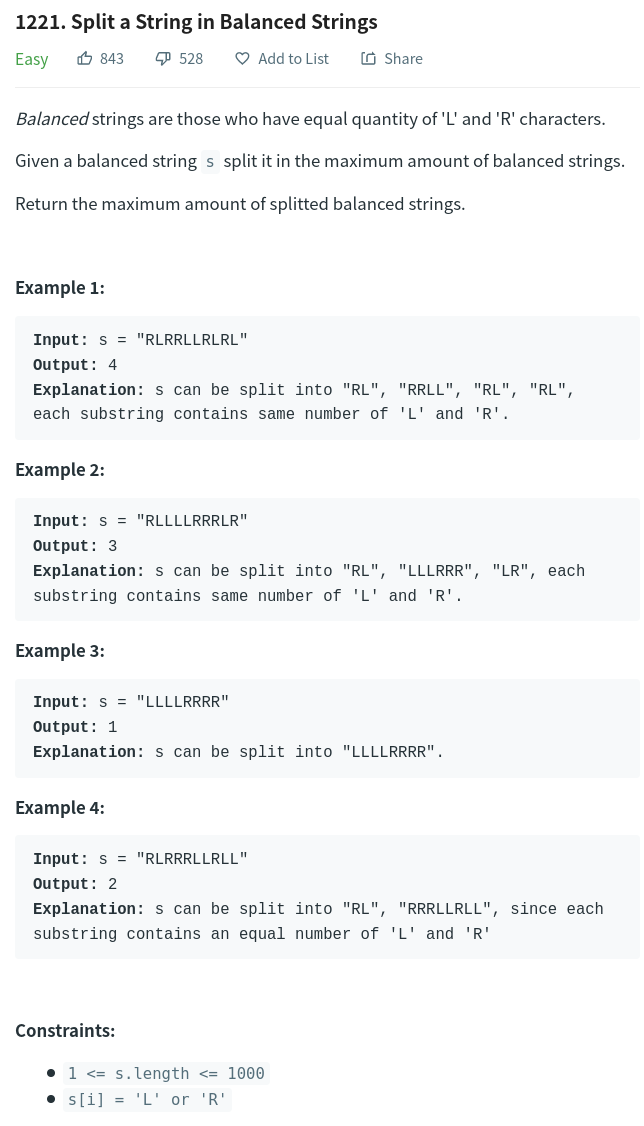 1221. Split a String in Balanced Strings
Easy 843 528 Add to List Share
Balanced strings are those who have equal quantity of 'L' and 'R' characters.
Given a balanced string s split it in the maximum amount of balanced strings.
Return the maximum amount of splitted balanced strings.
Example 1:
Input: s = "RLRRLLRLRL"
Output: 4
Explanation: s can be split into "RL", "RRLL", "RL", "RL",
each substring contains same number of 'L' and 'R'.
Example 2:
Input: s = "RLLLLRRRLR"
Output: 3
Explanation: s can be split into "RL", "LLLRRR", "LR", each
substring contains same number of 'L' and 'R'.
Example 3:
Input: s = "LLLLRRRR"
Output: 1
Explanation: s can be split into "LLLLRRRR".
Example 4:
Input: s = "RLRRRLLRLL"
Output: 2
Explanation: s can be split into "RL", "RRRLLRLL", since each
substring contains an equal number of 'L' and 'R'
Constraints:
1 <= s.length <= 1000
s[i] = 'L' or 'R'